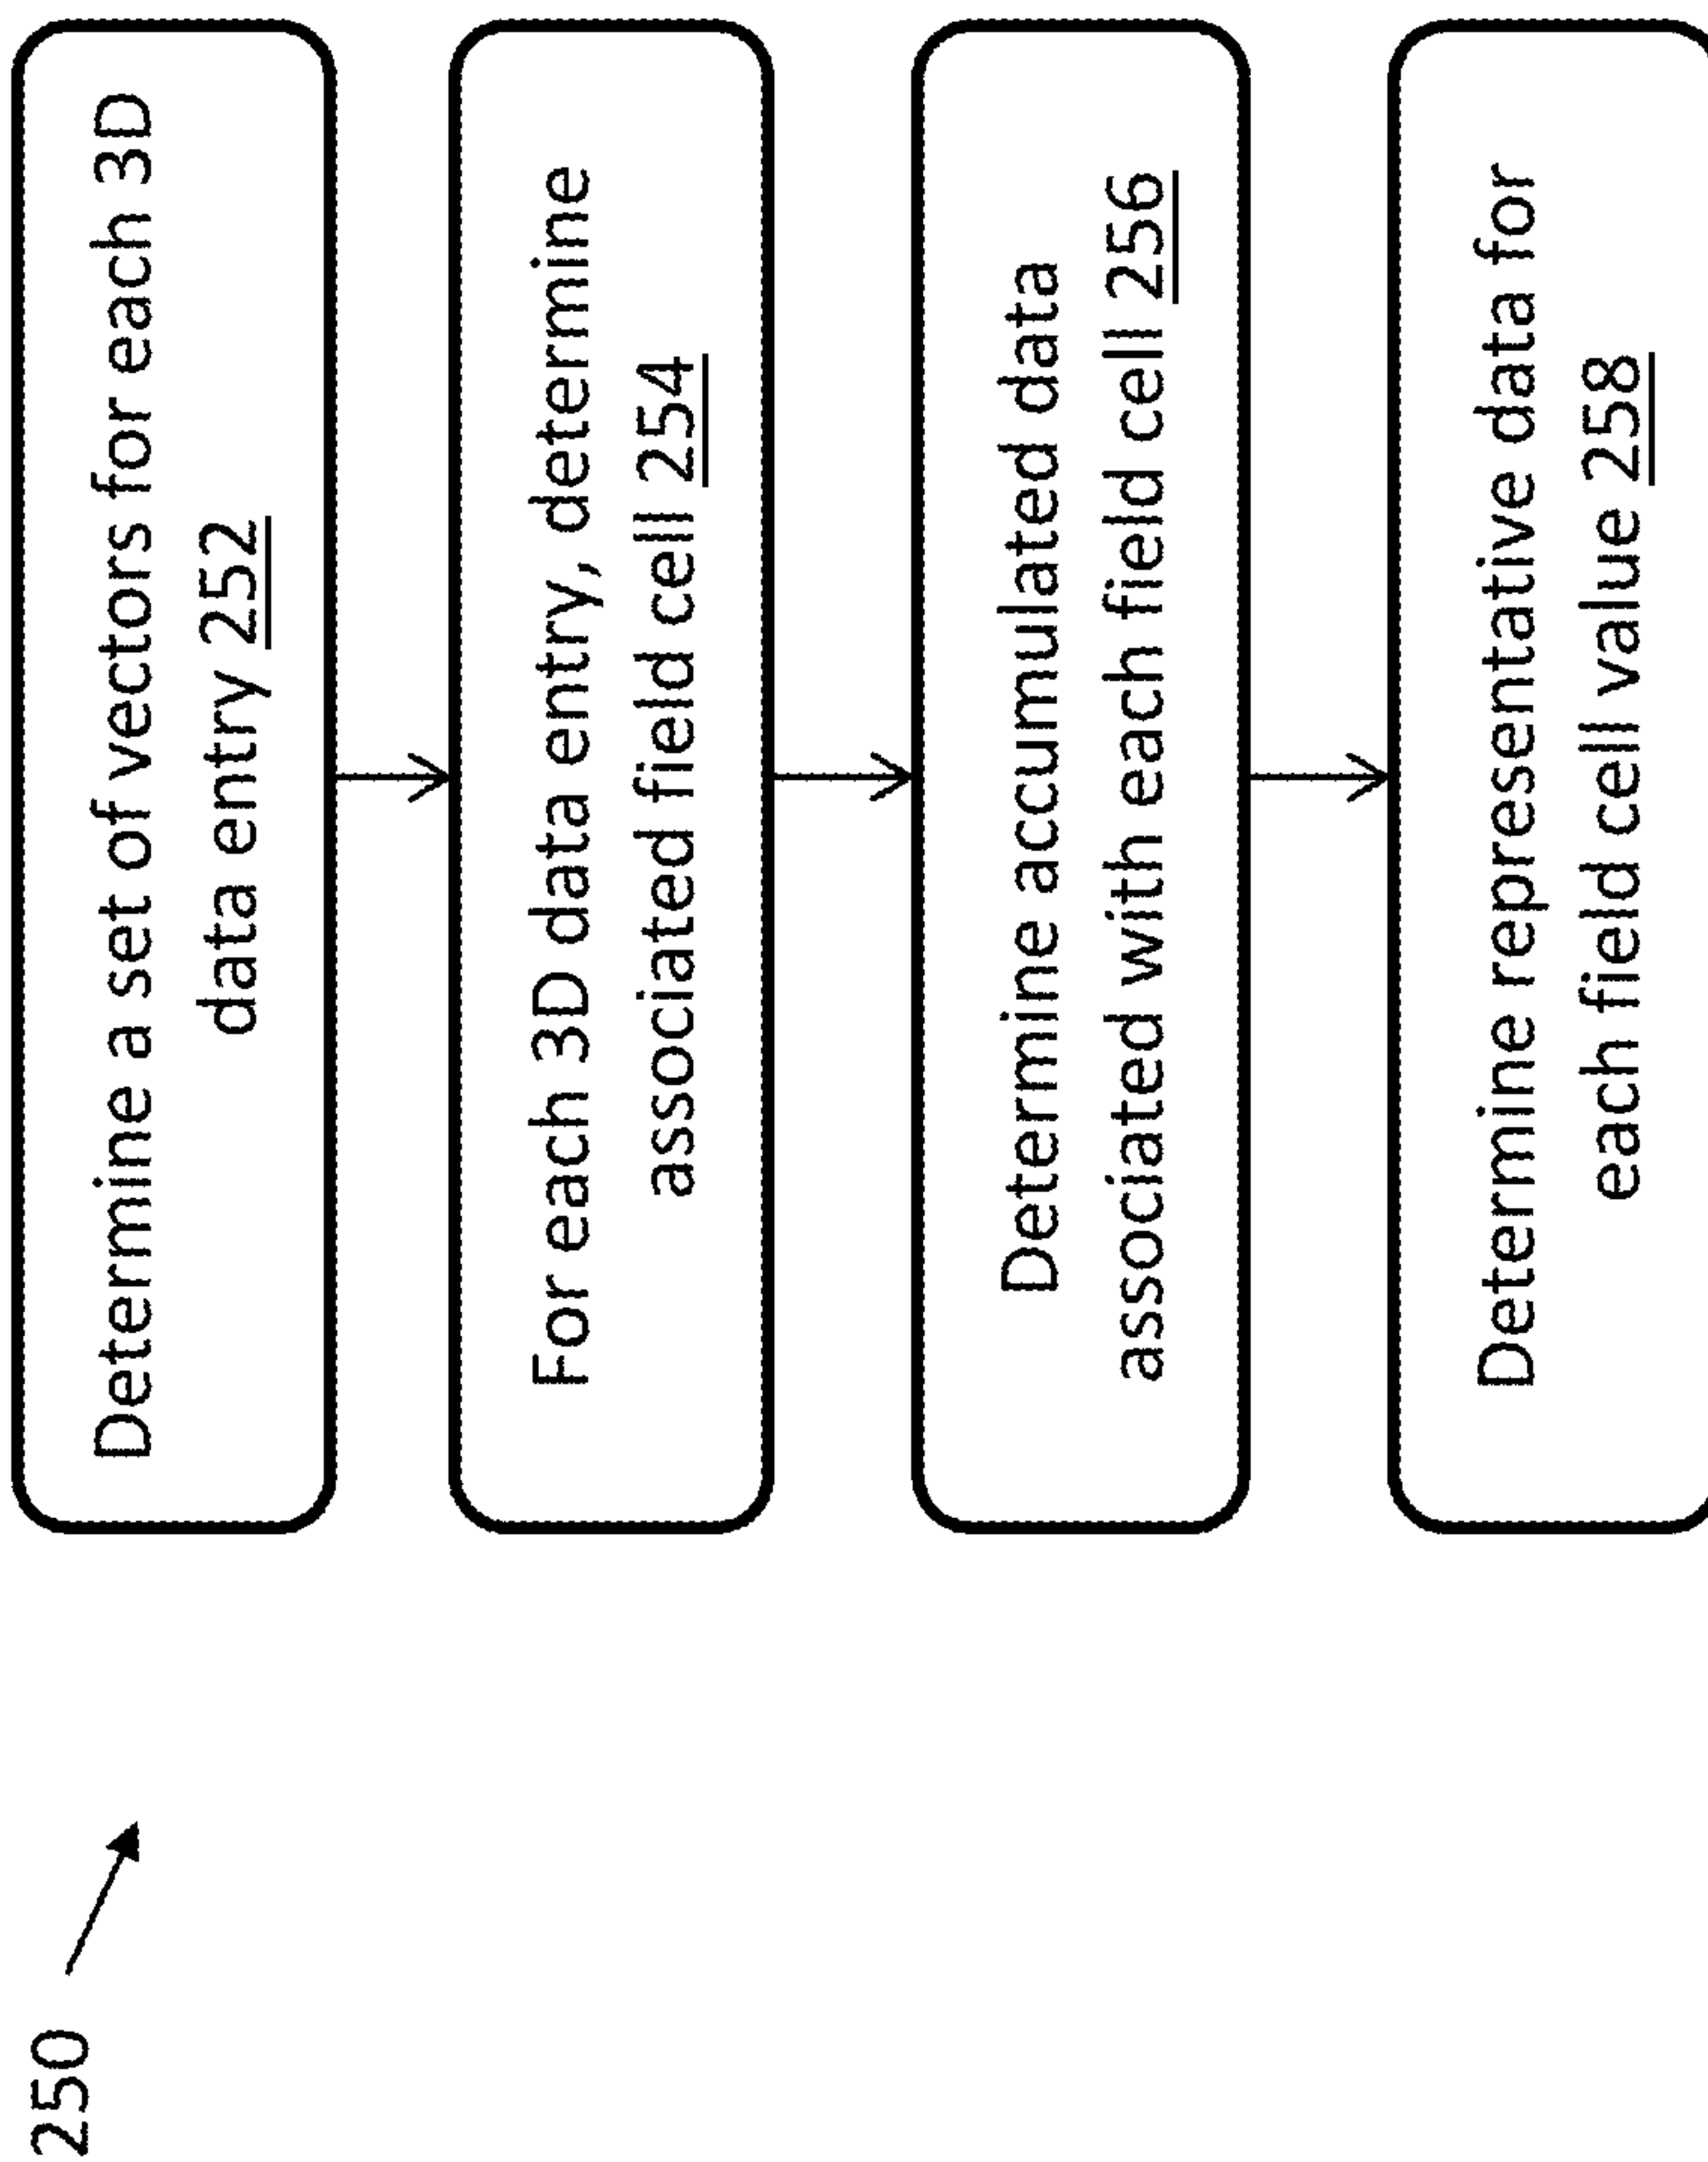 250
Determine a set of vectors for each 3D
data entry 252
For each 3D data entry, determine
associated field cell 254
Determine accumulated data
associated with each field cell 256
Determine representative data for
each field cell value 258